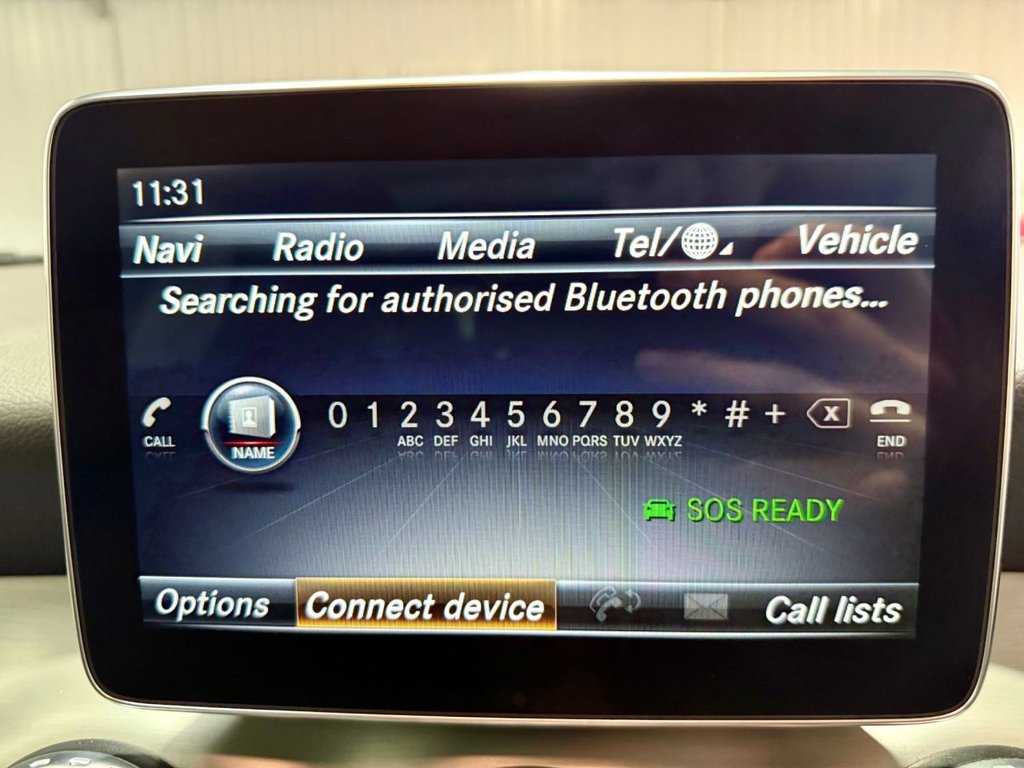 11:31
Navi Radio Media Tel/ Vehicle
Searching for authorised Bluetooth phones...
0 1 2 3 4 5 6 7 8 9 * # + x
CALL NAME ABC DEF GHI JKL MNO PQRS TUV WXYZ END
SOS READY
Options Connect device Call lists